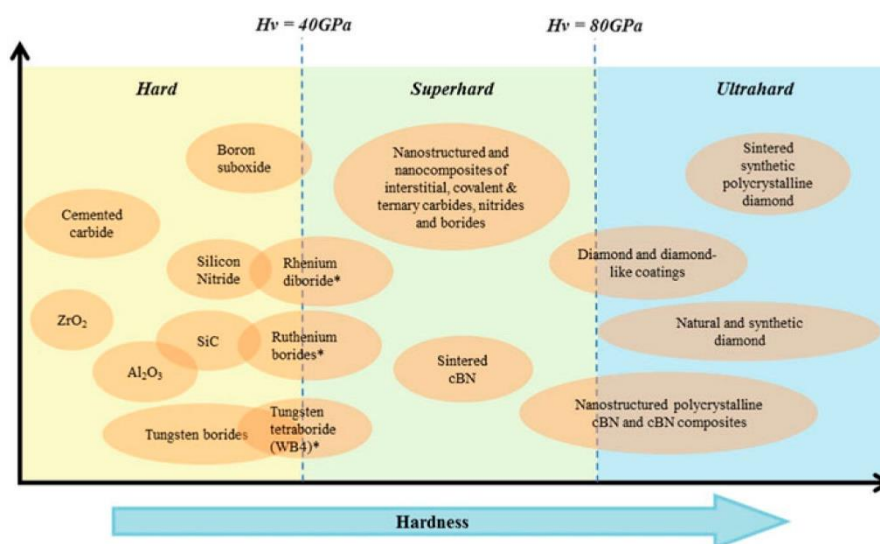 Hv = 40GPa
Hv = 80GPa
Hard
Superhard
Ultrahard
Boron
suboxide
Nanostructured and
nanocomposites of
interstitial, covalent &
ternary carbides, nitrides
and borides
Sintered
synthetic
polycrystalline
diamond
Cemented
carbide
Silicon
Nitride
Rhenium
diboride*
Diamond and diamond-
like coatings
ZrO2
SiC
Ruthenium
borides*
Natural and synthetic
diamond
Al2O3
Sintered
cBN
Tungsten borides
Tungsten
tetraboride
(WB4)*
Nanostructured polycrystalline
cBN and cBN composites
Hardness